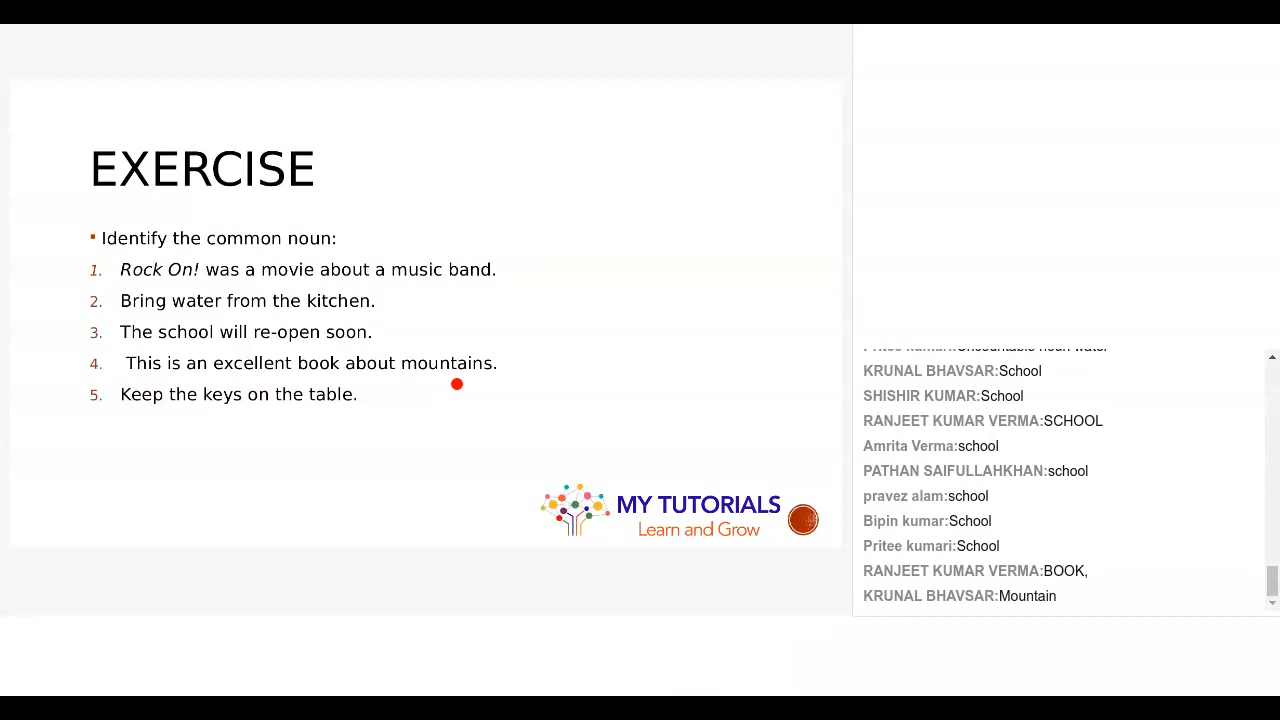 EXERCISE
▪ Identify the common noun:
1. Rock On! was a movie about a music band.
2. Bring water from the kitchen.
3. The school will re-open soon.
4. This is an excellent book about mountains.
5. Keep the keys on the table.
MY TUTORIALS
Learn and Grow
KRUNAL BHAVSAR:School
SHISHIR KUMAR:School
RANJEET KUMAR VERMA:SCHOOL
Amrita Verma:school
PATHAN SAIFULLAHKHAN:school
pravez alam:school
Bipin kumar:School
Pritee kumari:School
RANJEET KUMAR VERMA:BOOK,
KRUNAL BHAVSAR:Mountain